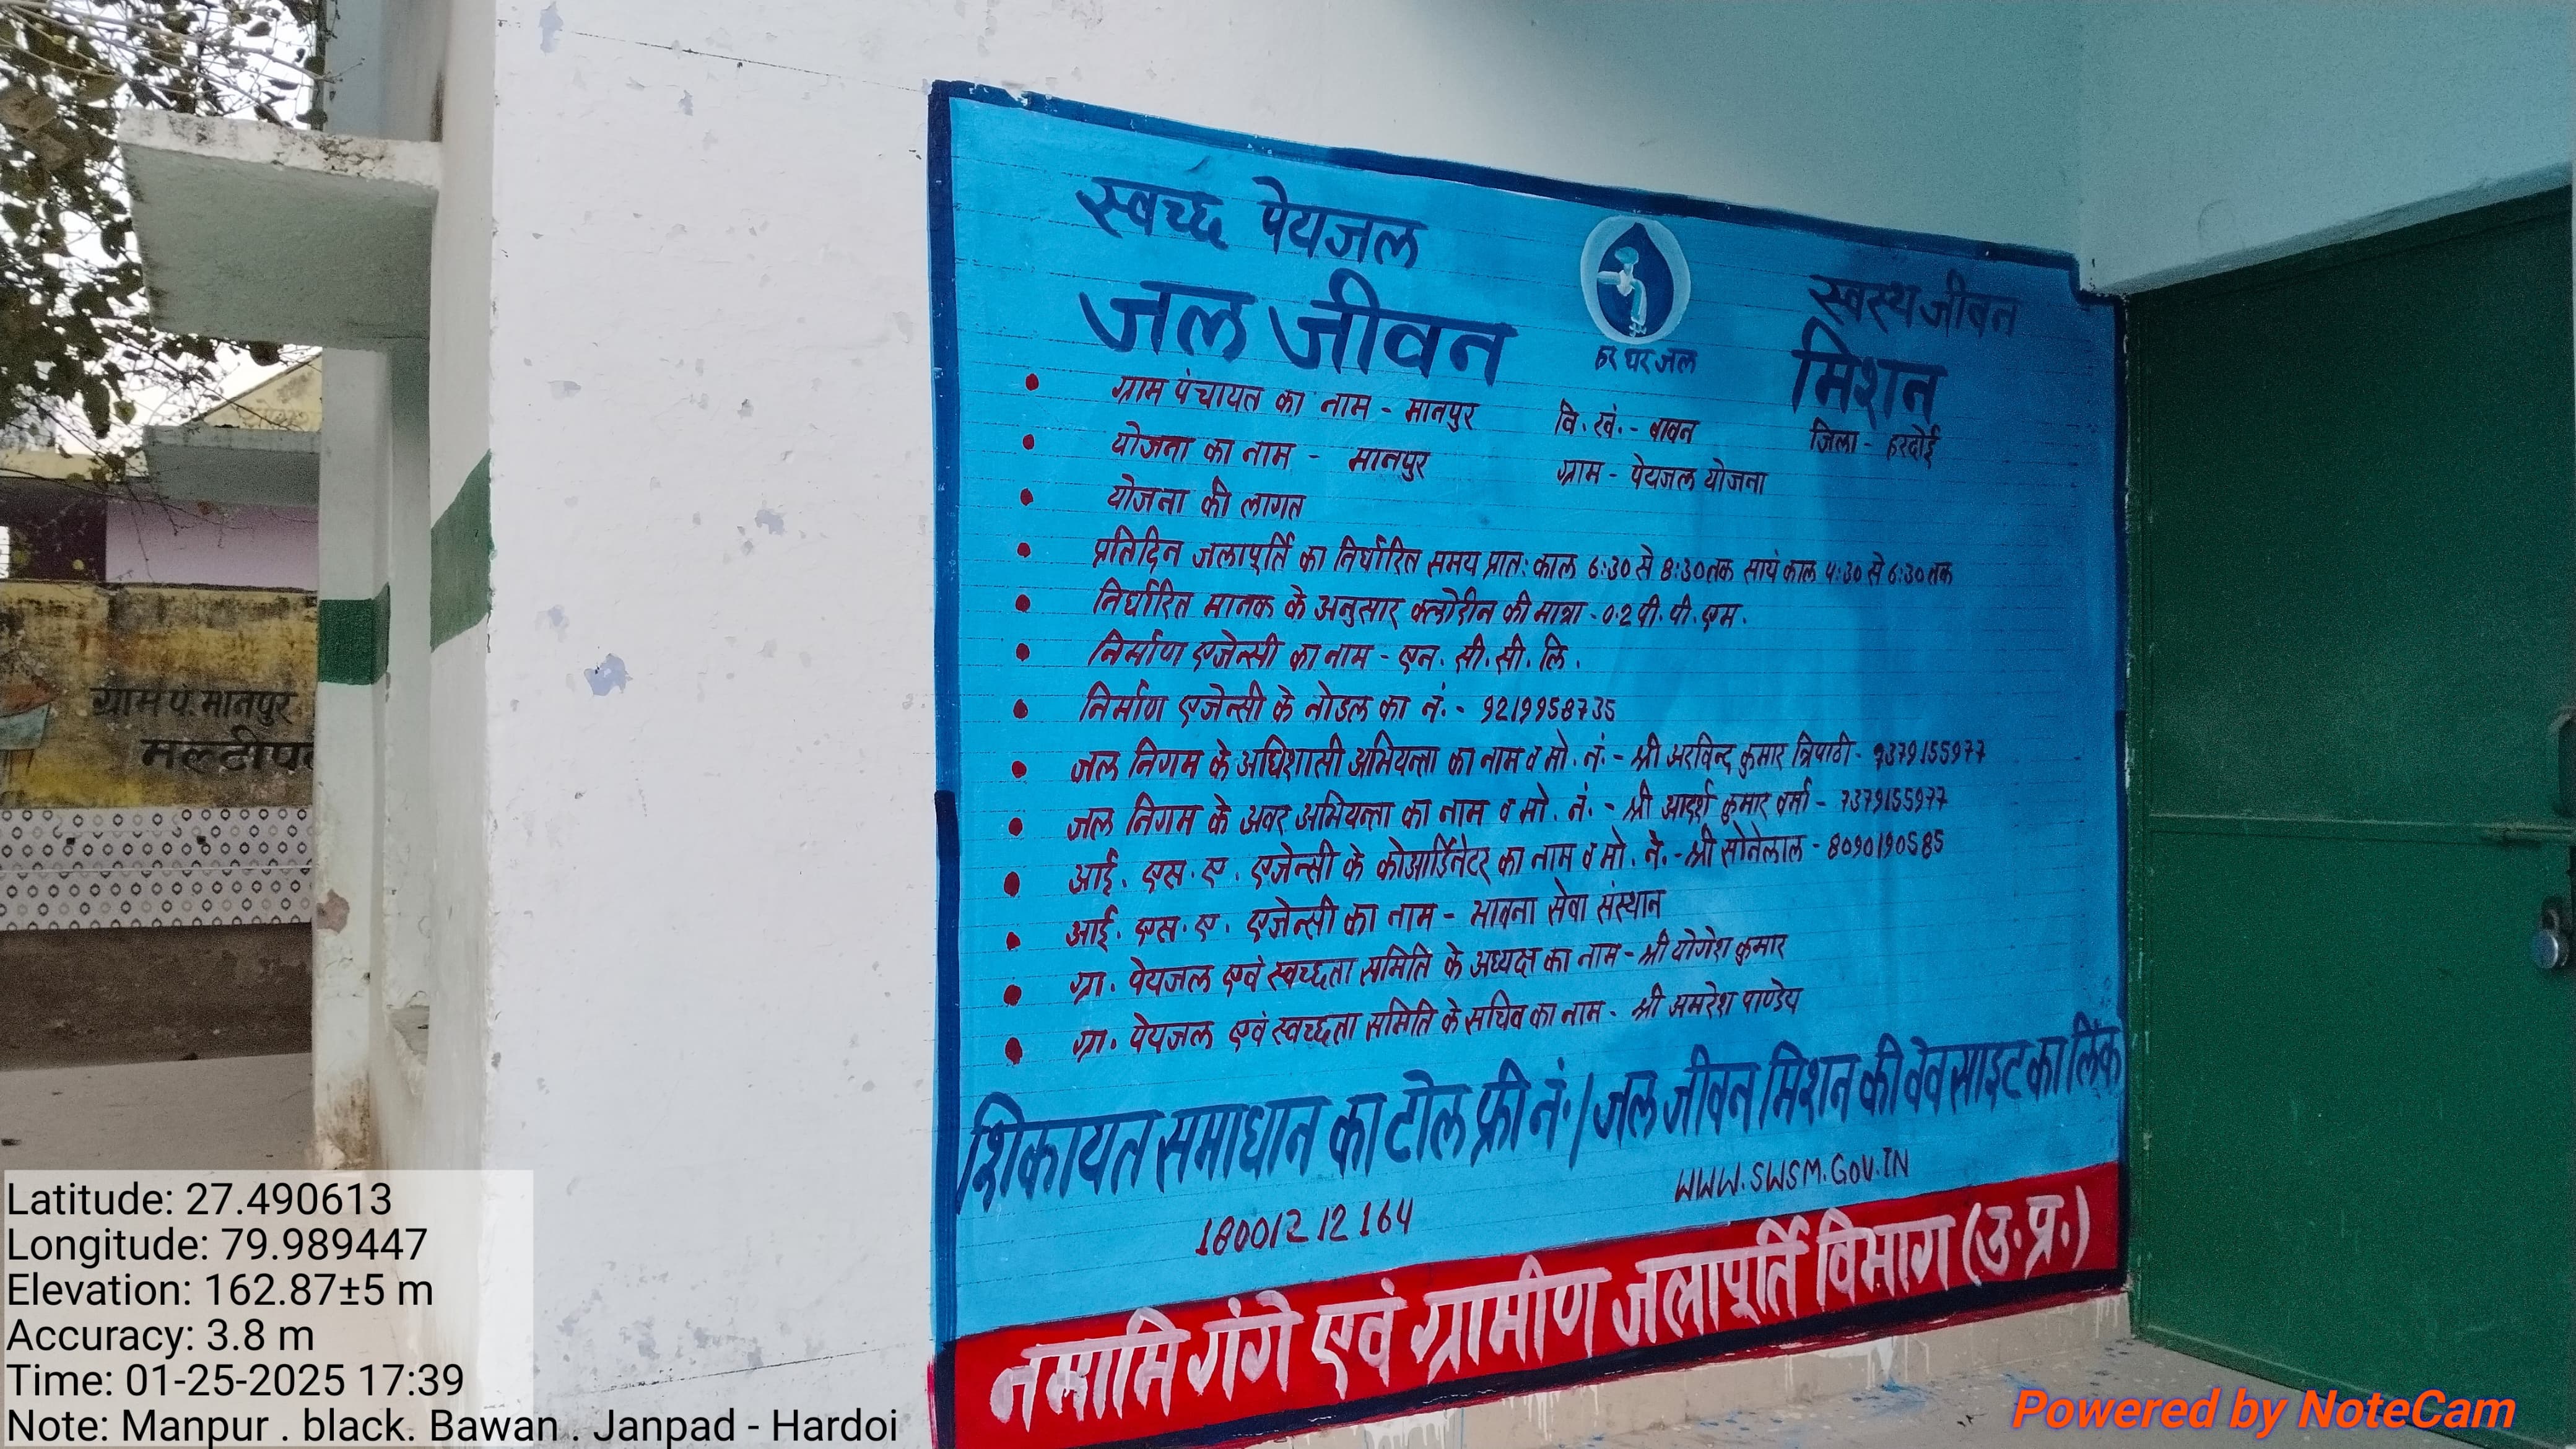 स्वच्छ पेयजल
स्वस्थ जीवन
जल जीवन
मिशन
हर घर जल
ग्राम पंचायत का नाम - मानपुर वि. खं. - बावन जिला - हरदोई
योजना का नाम - मानपुर ग्राम - पेयजल योजना
योजना की लागत
प्रतिदिन जलापूर्ति का निर्धारित समय प्रात: काल 6:30 से 8:30 तक सायं काल 4:30 से 6:30 तक
निर्धारित मानक के अनुसार क्लोरीन की मात्रा - 0.2 पी. पी. एम.
निर्माण एजेन्सी का नाम - एन. सी. सी. लि.
निर्माण एजेन्सी के नोडल का नं. - 9219958735
जल निगम के अधिशासी अभियन्ता का नाम व मो. नं. - श्री अरविन्द कुमार त्रिपाठी - 9379155977
जल निगम के अवर अभियन्ता का नाम व मो. नं. - श्री आदर्श कुमार वर्मा - 7379155977
आई. एस. ए. एजेन्सी के कोआर्डिनेटर का नाम व मो. नं. - श्री सोनेलाल - 8090190585
आई. एस. ए. एजेन्सी का नाम - भावना सेवा संस्थान
ग्रा. पेयजल एवं स्वच्छता समिति के अध्यक्ष का नाम - श्री योगेश कुमार
ग्रा. पेयजल एवं स्वच्छता समिति के सचिव का नाम - श्री अमरेश पाण्डेय
शिकायत समाधान का टोल फ्री नं. / जल जीवन मिशन की वेवसाइट का लिंक
18001212164 WWW.SWSM.GOV.IN
नमामि गंगे एवं ग्रामीण जलापूर्ति विभाग (उ.प्र.)
ग्राम पं. मानपुर
मल्टीप
Latitude: 27.490613
Longitude: 79.989447
Elevation: 162.87±5 m
Accuracy: 3.8 m
Time: 01-25-2025 17:39
Note: Manpur . black. Bawan . Janpad - Hardoi
Powered by NoteCam